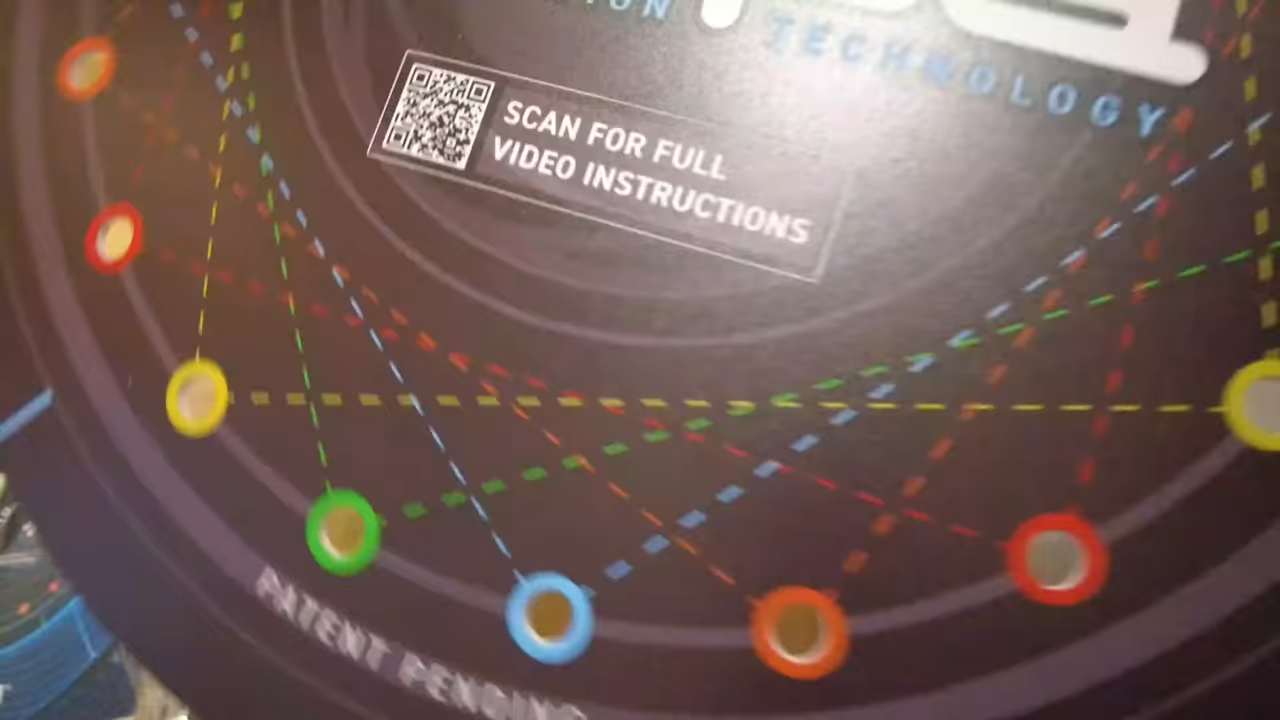 TECHNOLOGY
SCAN FOR FULL
VIDEO INSTRUCTIONS
PATENT PENDING